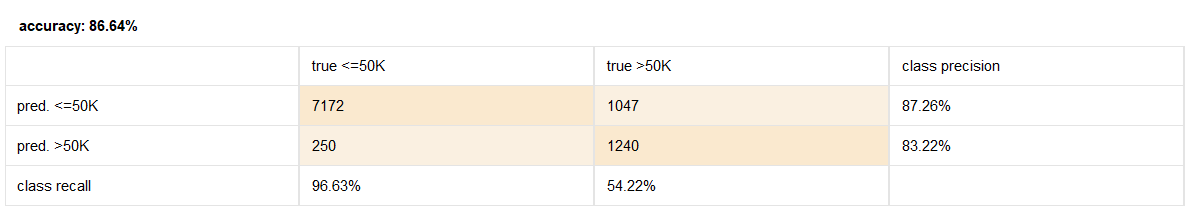 accuracy: 86.64%
true <=50K true >50K class precision
pred. <=50K 7172 1047 87.26%
pred. >50K 250 1240 83.22%
class recall 96.63% 54.22%